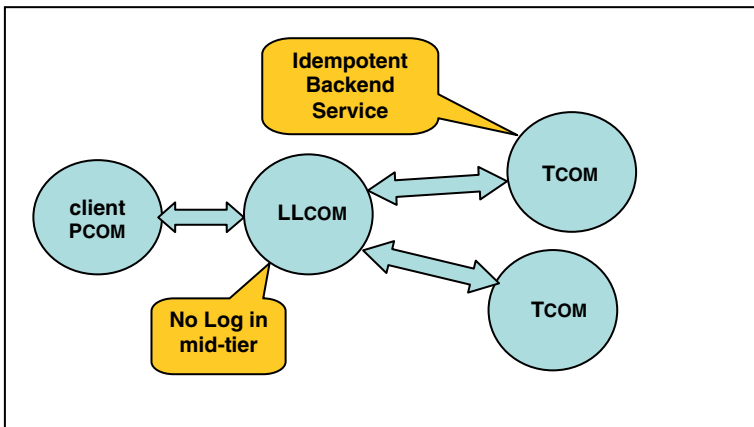 Idempotent
Backend
Service
TCOM
client
PCOM
LLCOM
TCOM
No Log in
mid-tier